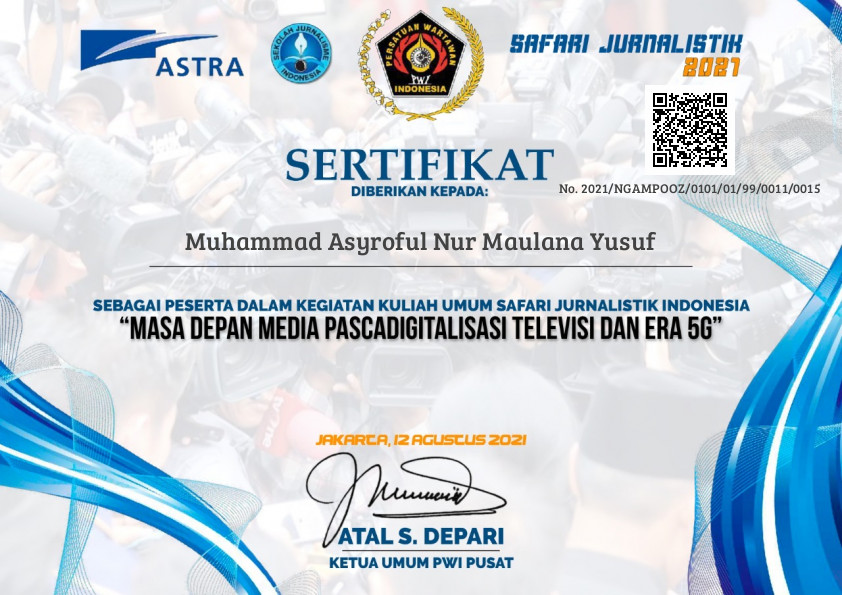 ASTRA
SEKOLAH JURNALISME
INDONESIA
PERSATUAN WARTAWAN
PWI
INDONESIA
SAFARI JURNALISTIK
2021
SERTIFIKAT
DIBERIKAN KEPADA:
No. 2021/NGAMPOOZ/0101/01/99/0011/0015
Muhammad Asyroful Nur Maulana Yusuf
SEBAGAI PESERTA DALAM KEGIATAN KULIAH UMUM SAFARI JURNALISTIK INDONESIA
“MASA DEPAN MEDIA PASCADIGITALISASI TELEVISI DAN ERA 5G”
JAKARTA, 12 AGUSTUS 2021
ATAL S. DEPARI
KETUA UMUM PWI PUSAT